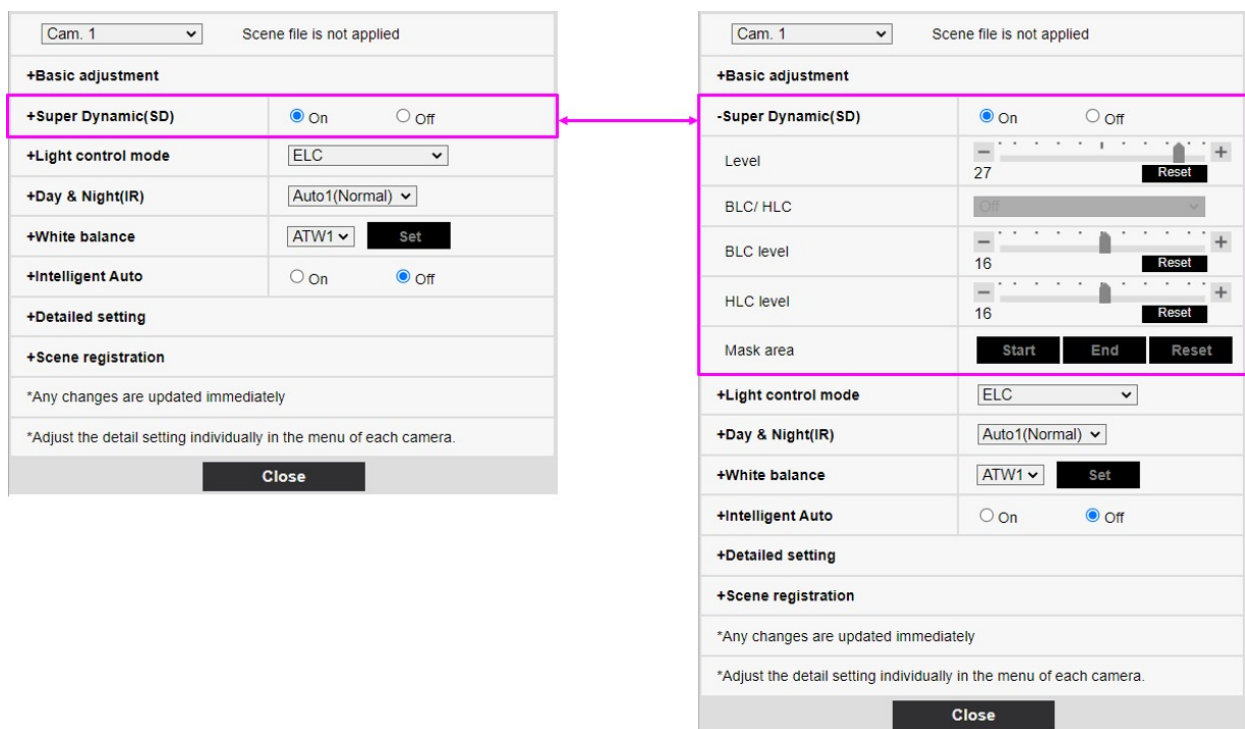 Cam. 1 Scene file is not applied
+Basic adjustment
+Super Dynamic(SD) On Off
+Light control mode ELC
+Day & Night(IR) Auto1(Normal)
+White balance ATW1 Set
+Intelligent Auto On Off
+Detailed setting
+Scene registration
*Any changes are updated immediately
*Adjust the detail setting individually in the menu of each camera.
Close
Cam. 1 Scene file is not applied
+Basic adjustment
-Super Dynamic(SD) On Off
Level − +
27 Reset
BLC/ HLC Off
BLC level − +
16 Reset
HLC level − +
16 Reset
Mask area Start End Reset
+Light control mode ELC
+Day & Night(IR) Auto1(Normal)
+White balance ATW1 Set
+Intelligent Auto On Off
+Detailed setting
+Scene registration
*Any changes are updated immediately
*Adjust the detail setting individually in the menu of each camera.
Close